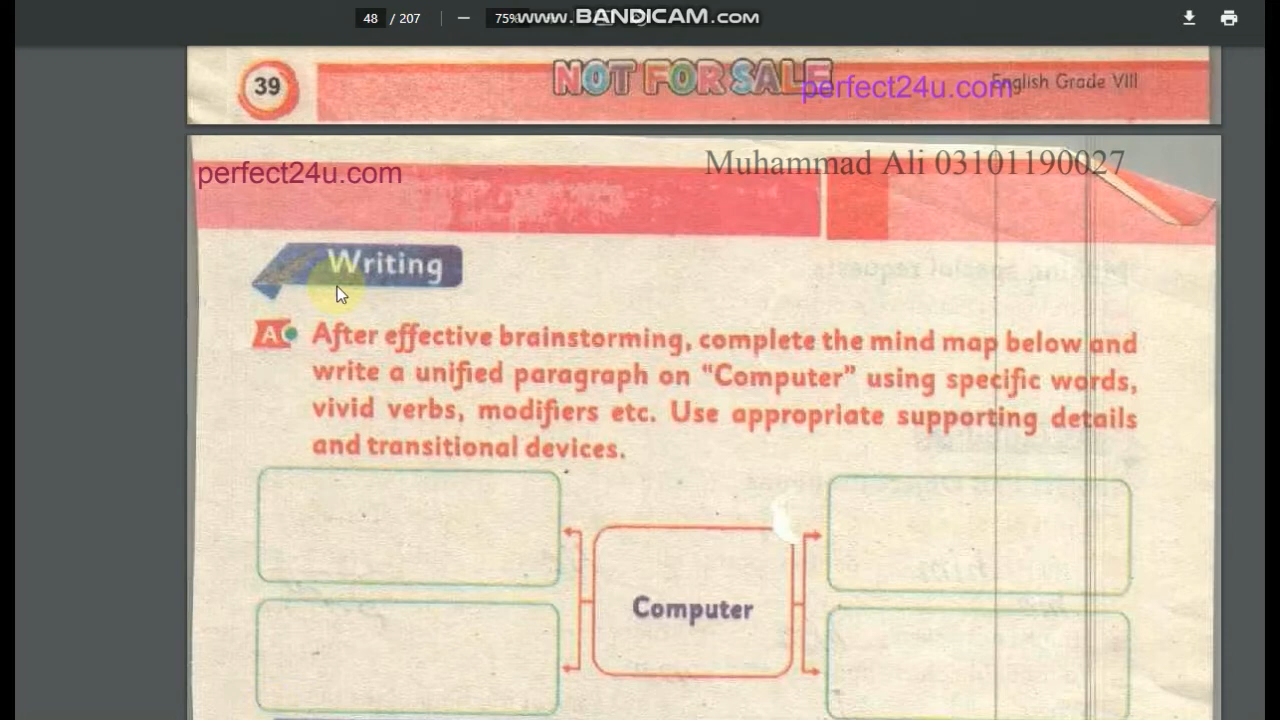 48 / 207
75%
www.BANDICAM.com
39
NOT FOR SALE
perfect24u.com
English Grade VIII
perfect24u.com
Muhammad Ali 03101190027
Writing
A
After effective brainstorming, complete the mind map below and
write a unified paragraph on “Computer” using specific words,
vivid verbs, modifiers etc. Use appropriate supporting details
and transitional devices.
Computer